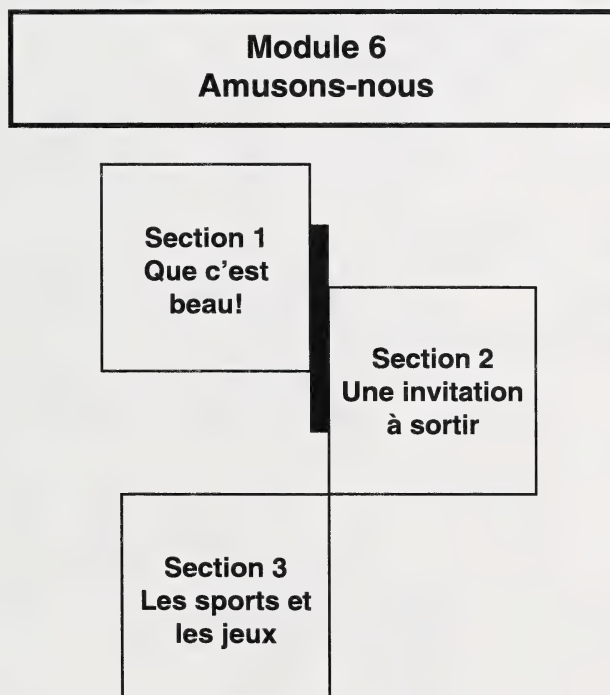 Module 6
Amusons-nous
Section 1
Que c'est
beau!
Section 2
Une invitation
à sortir
Section 3
Les sports et
les jeux